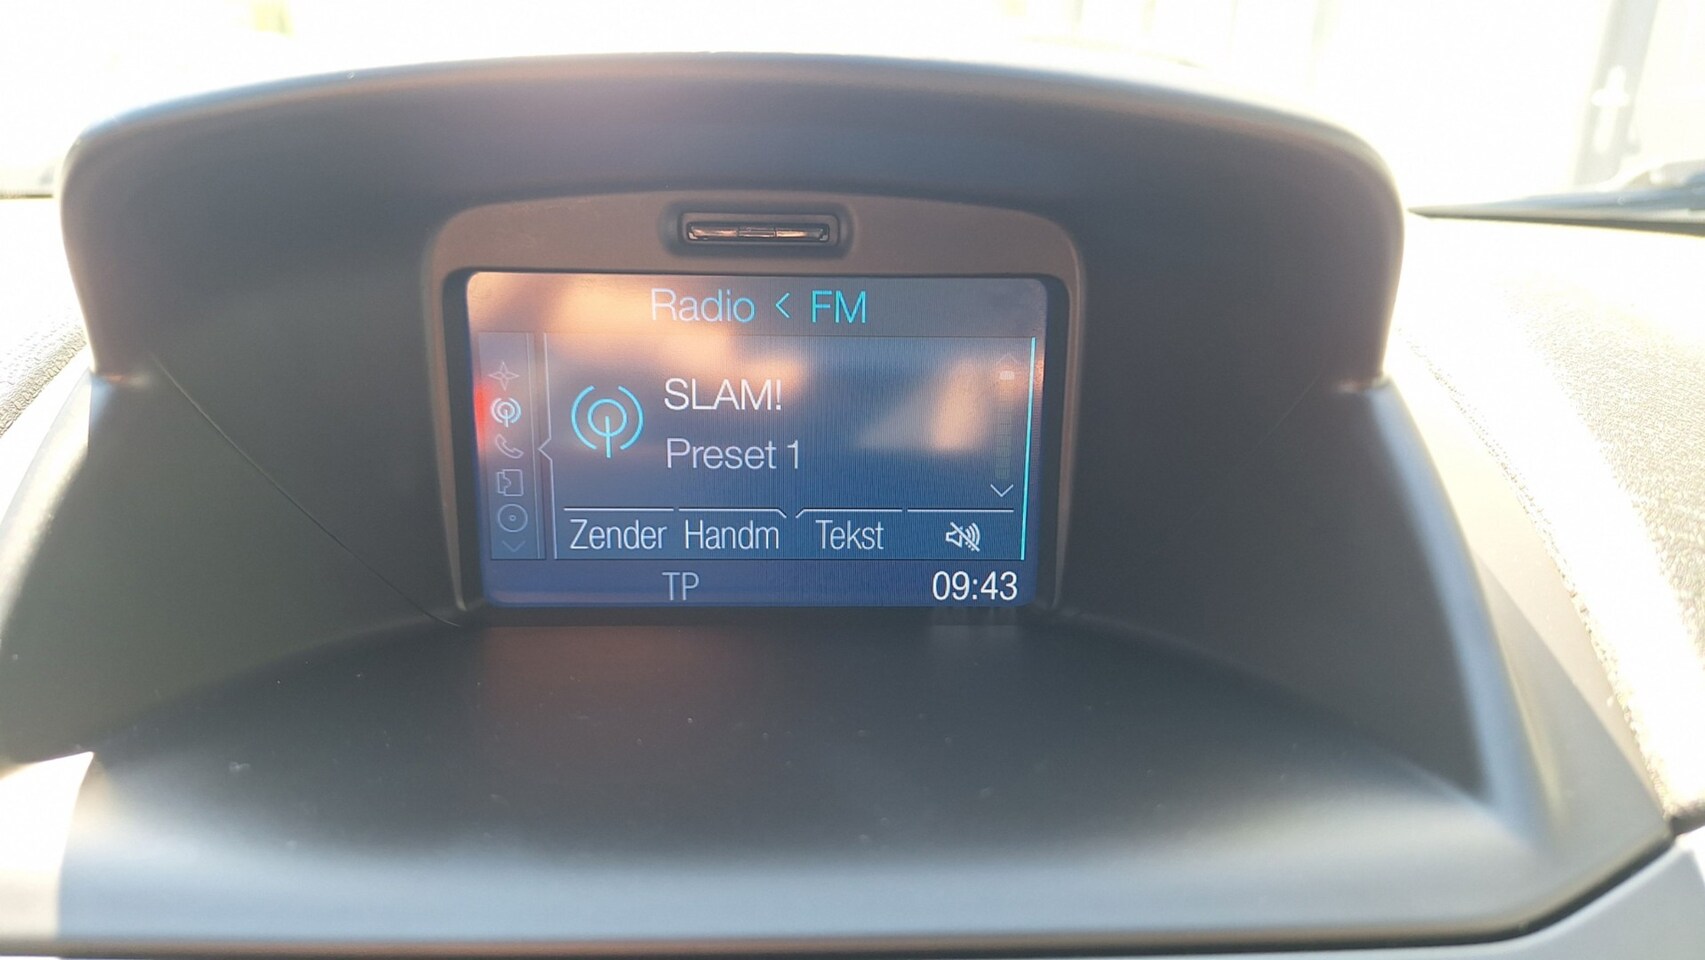 Radio < FM
SLAM!
Preset 1
Zender Handm Tekst
TP 09:43